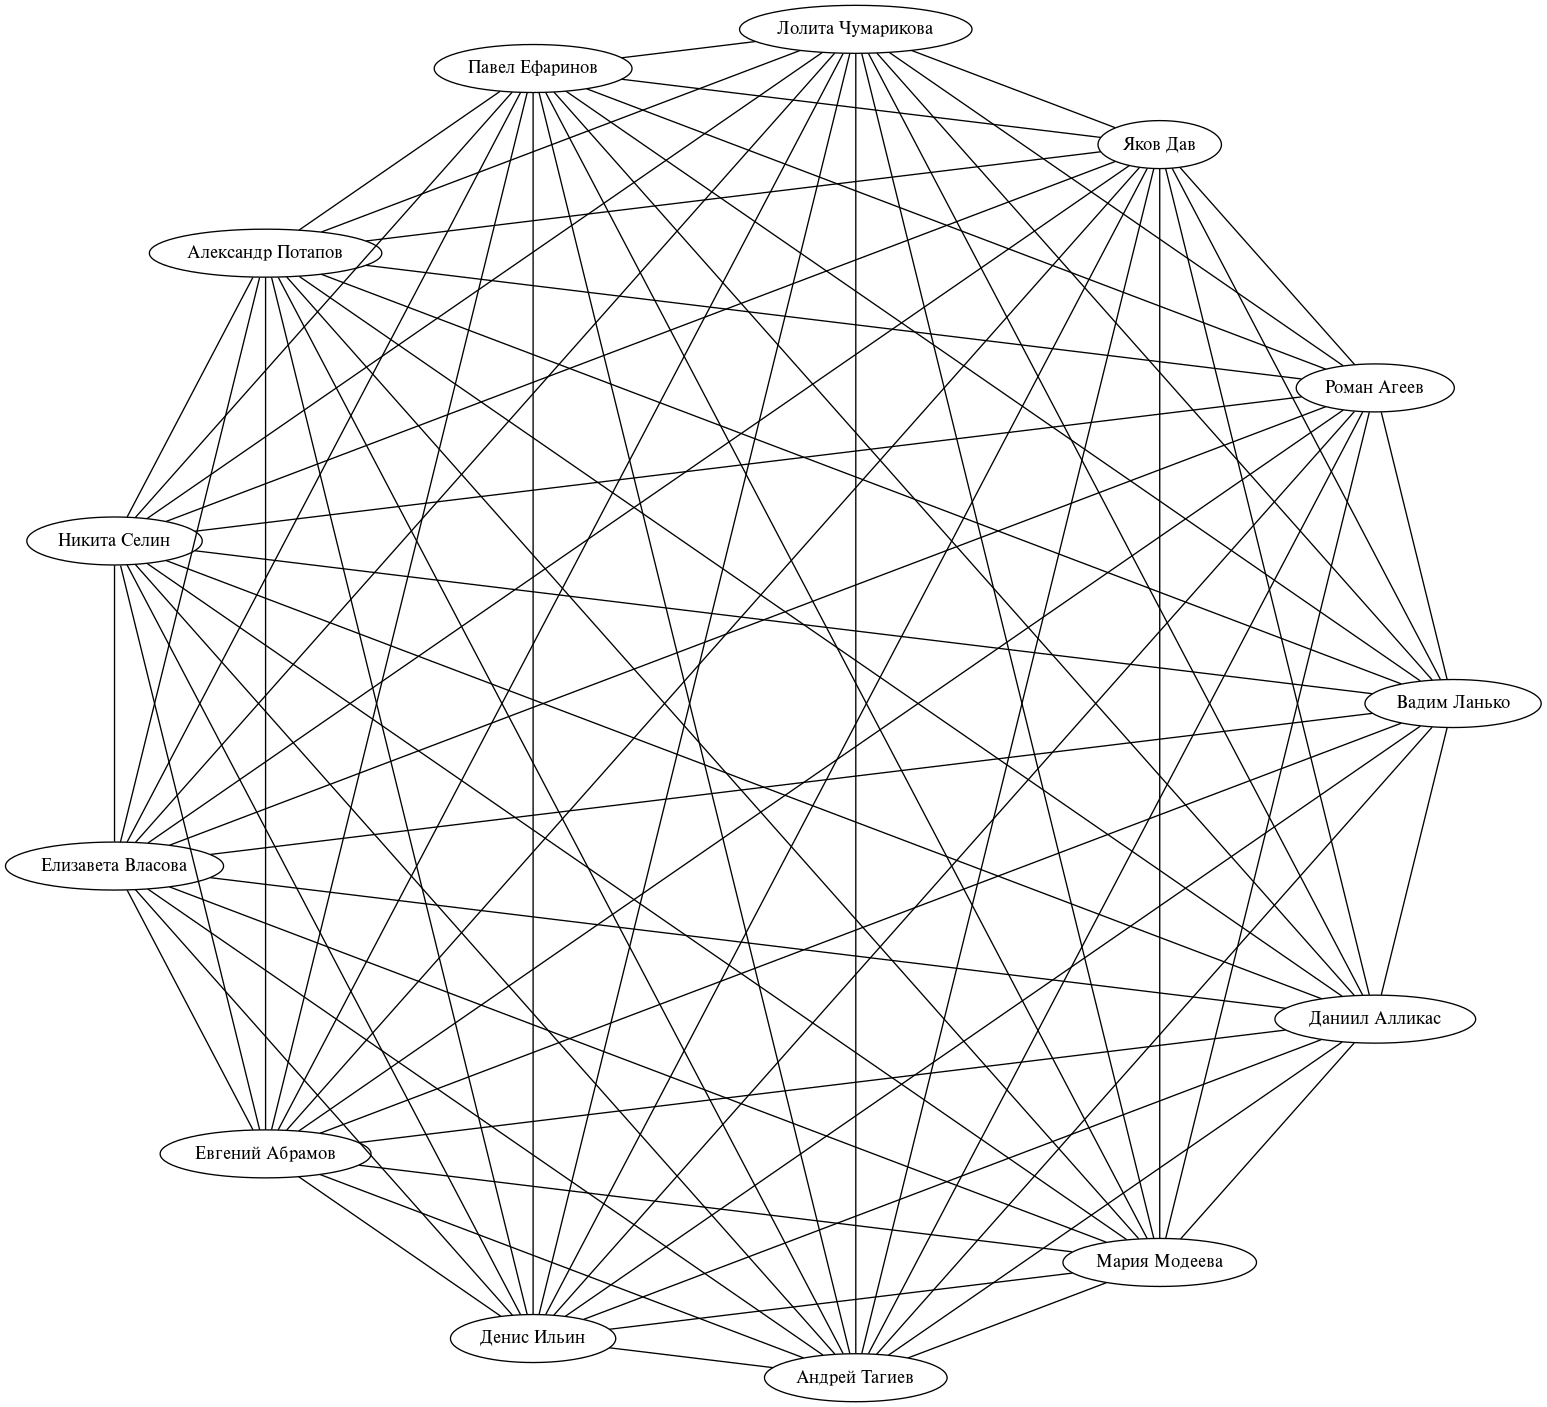 Лолита Чумарикова
Павел Ефаринов
Яков Дав
Александр Потапов
Роман Агеев
Никита Селин
Вадим Ланько
Елизавета Власова
Даниил Алликас
Евгений Абрамов
Мария Модеева
Денис Ильин
Андрей Тагиев